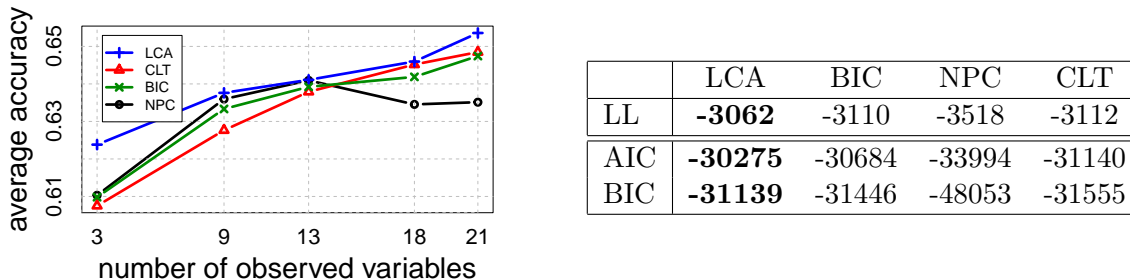 average accuracy
0.65
0.63
0.61
LCA
CLT
BIC
NPC
3 9 13 18 21
number of observed variables
LCA BIC NPC CLT
LL -3062 -3110 -3518 -3112
AIC -30275 -30684 -33994 -31140
BIC -31139 -31446 -48053 -31555